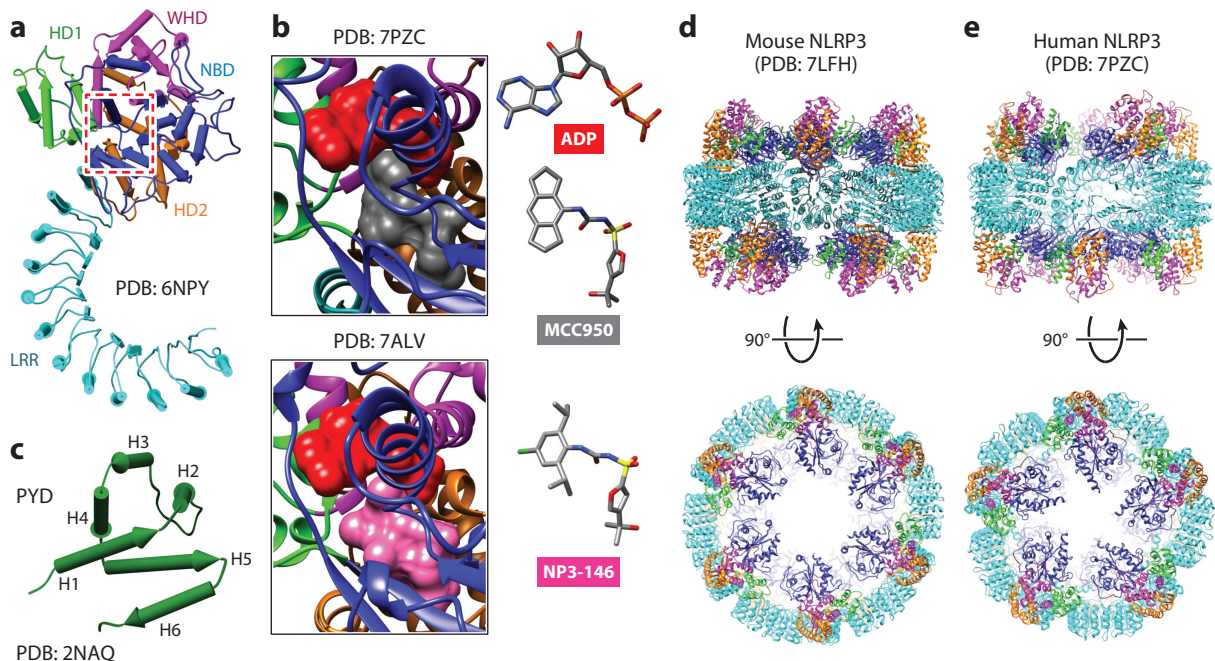 a
HD1
WHD
NBD
HD2
PDB: 6NPY
LRR
b
PDB: 7PZC
ADP
MCC950
PDB: 7ALV
NP3-146
c
H3
PYD
H2
H4
H1
H5
H6
PDB: 2NAQ
d
Mouse NLRP3
(PDB: 7LFH)
90°
e
Human NLRP3
(PDB: 7PZC)
90°